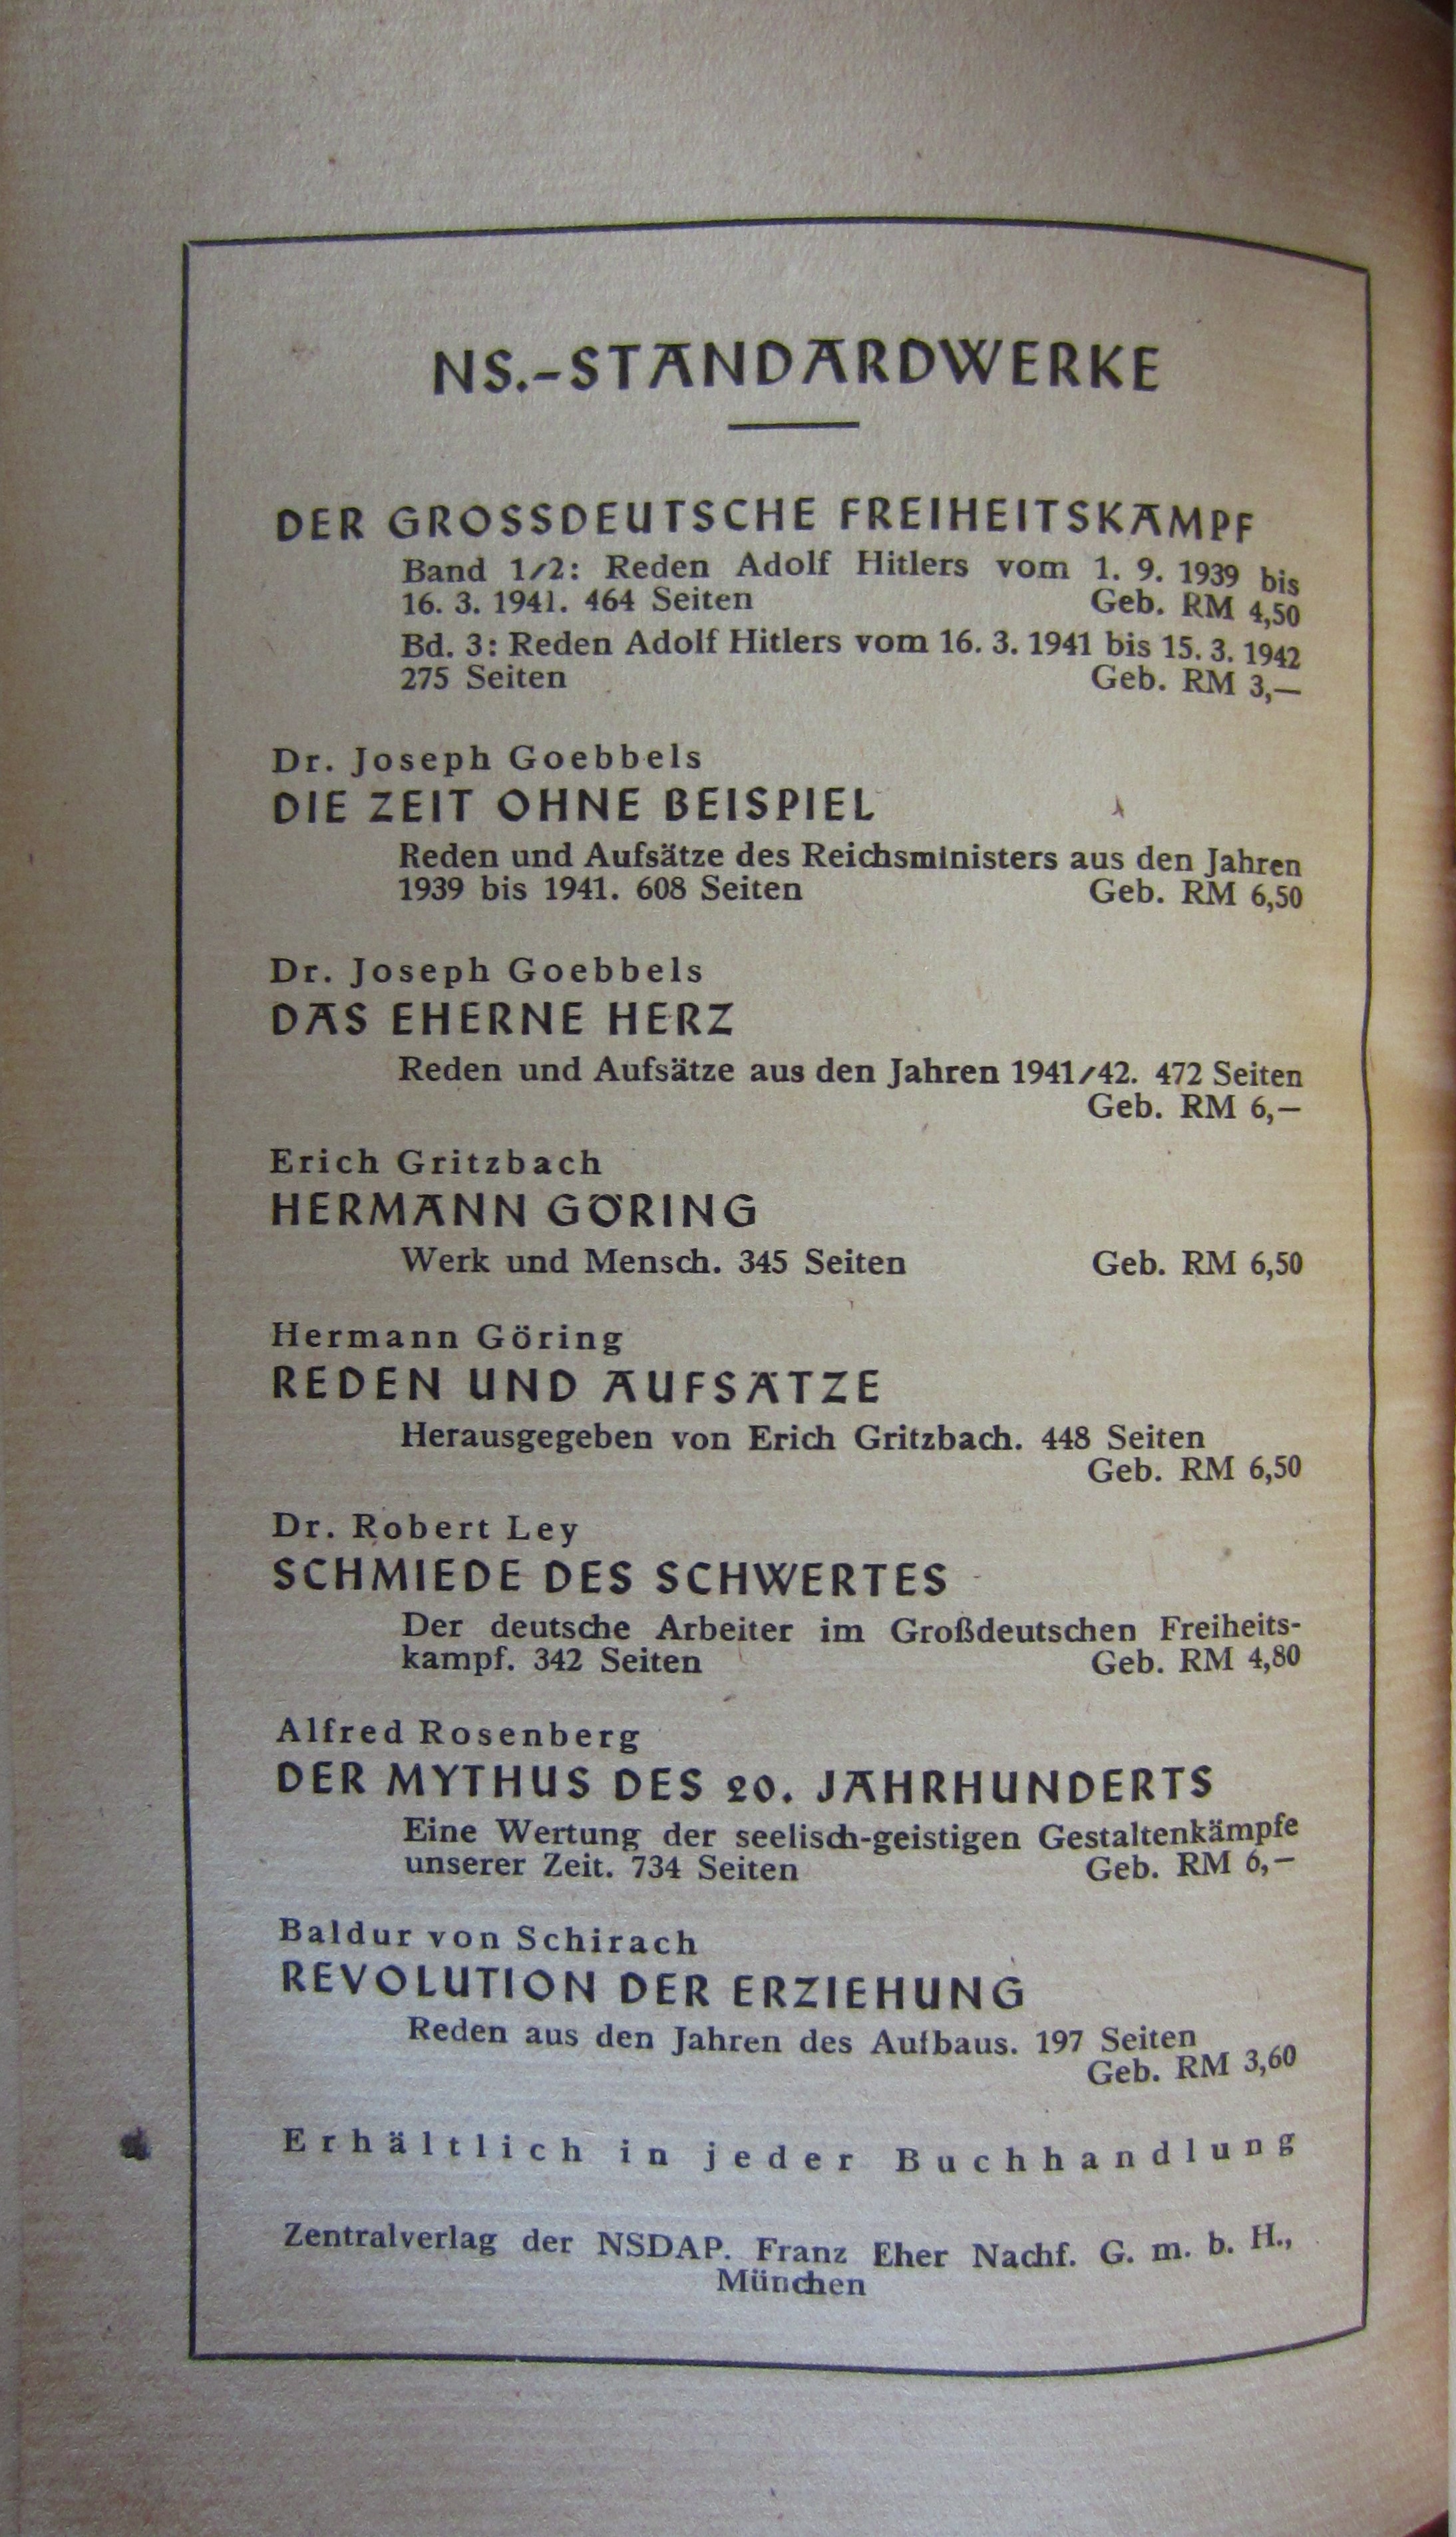 NS.-STANDARDWERKE
DER GROSSDEUTSCHE FREIHEITSKAMPF
Band 1/2: Reden Adolf Hitlers vom 1. 9. 1939 bis
16. 3. 1941. 464 Seiten Geb. RM 4,50
Bd. 3: Reden Adolf Hitlers vom 16. 3. 1941 bis 15. 3. 1942
275 Seiten Geb. RM 3,—
Dr. Joseph Goebbels
DIE ZEIT OHNE BEISPIEL
Reden und Aufsätze des Reichsministers aus den Jahren
1939 bis 1941. 608 Seiten Geb. RM 6,50
Dr. Joseph Goebbels
DAS EHERNE HERZ
Reden und Aufsätze aus den Jahren 1941/42. 472 Seiten
Geb. RM 6,—
Erich Gritzbach
HERMANN GÖRING
Werk und Mensch. 345 Seiten Geb. RM 6,50
Hermann Göring
REDEN UND AUFSÄTZE
Herausgegeben von Erich Gritzbach. 448 Seiten
Geb. RM 6,50
Dr. Robert Ley
SCHMIEDE DES SCHWERTES
Der deutsche Arbeiter im Großdeutschen Freiheits-
kampf. 342 Seiten Geb. RM 4,80
Alfred Rosenberg
DER MYTHUS DES 20. JAHRHUNDERTS
Eine Wertung der seelisch-geistigen Gestaltenkämpfe
unserer Zeit. 734 Seiten Geb. RM 6,—
Baldur von Schirach
REVOLUTION DER ERZIEHUNG
Reden aus den Jahren des Aufbaus. 197 Seiten
Geb. RM 3,60
Erhältlich in jeder Buchhandlung
Zentralverlag der NSDAP. Franz Eher Nachf. G. m. b. H.,
München